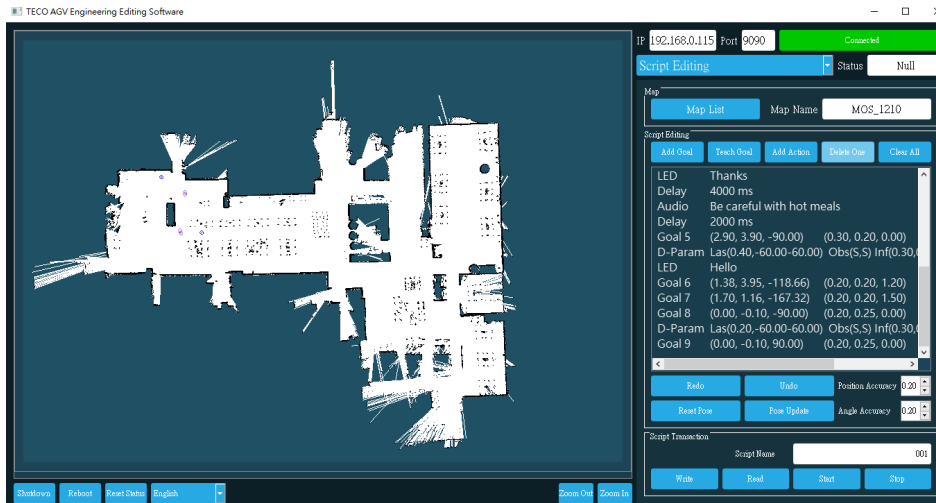 TECO AGV Engineering Editing Software
IP 192.168.0.115 Port 9090 Connected
Script Editing Status Null
Map
Map List Map Name MOS_1210
Script Editing
Add Goal Teach Goal Add Action Delete One Clear All
LED Thanks
Delay 4000 ms
Audio Be careful with hot meals
Delay 2000 ms
Goal 5 (2.90, 3.90, -90.00) (0.30, 0.20, 0.00)
D-Param Las(0.40,-60.00-60.00) Obs(S,S) Inf(0.30,
LED Hello
Goal 6 (1.38, 3.95, -118.66) (0.20, 0.20, 1.20)
Goal 7 (1.70, 1.16, -167.32) (0.20, 0.20, 1.50)
Goal 8 (0.00, -0.10, -90.00) (0.20, 0.25, 0.00)
D-Param Las(0.20,-60.00-60.00) Obs(S,S) Inf(0.30,
Goal 9 (0.00, -0.10, 90.00) (0.20, 0.25, 0.00)
Redo Undo Position Accuracy 0.20
Reset Pose Pose Update Angle Accuracy 0.20
Script Transaction
Script Name 001
Write Read Start Stop
Shutdown Reboot Reset Status English Zoom Out Zoom In